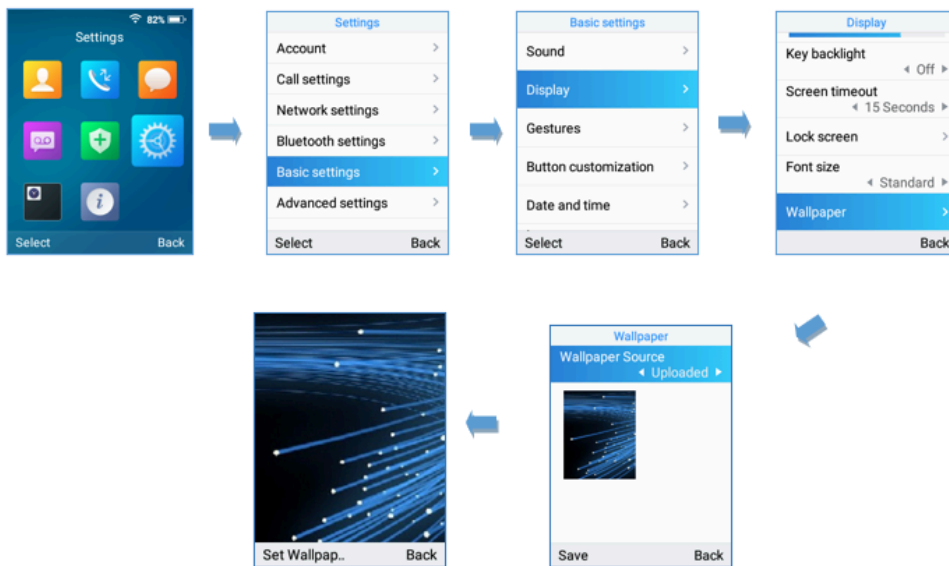 82%
Settings
Select Back
Settings
Account
Call settings
Network settings
Bluetooth settings
Basic settings
Advanced settings
Select Back
Basic settings
Sound
Display
Gestures
Button customization
Date and time
Select Back
Display
Key backlight
Off
Screen timeout
15 Seconds
Lock screen
Font size
Standard
Wallpaper
Back
Wallpaper
Wallpaper Source
Uploaded
Save Back
Set Wallpap.. Back